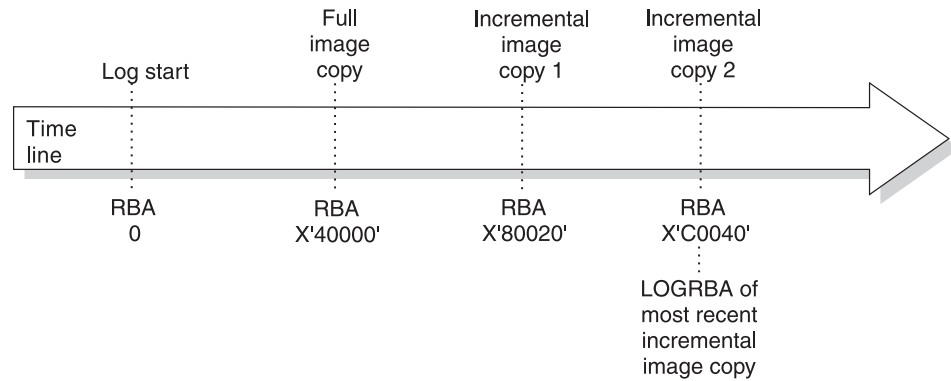 Full
image
copy
Incremental
image
copy 1
Incremental
image
copy 2
Log start
Time
line
RBA
0
RBA
X'40000'
RBA
X'80020'
RBA
X'C0040'
LOGRBA of
most recent
incremental
image copy